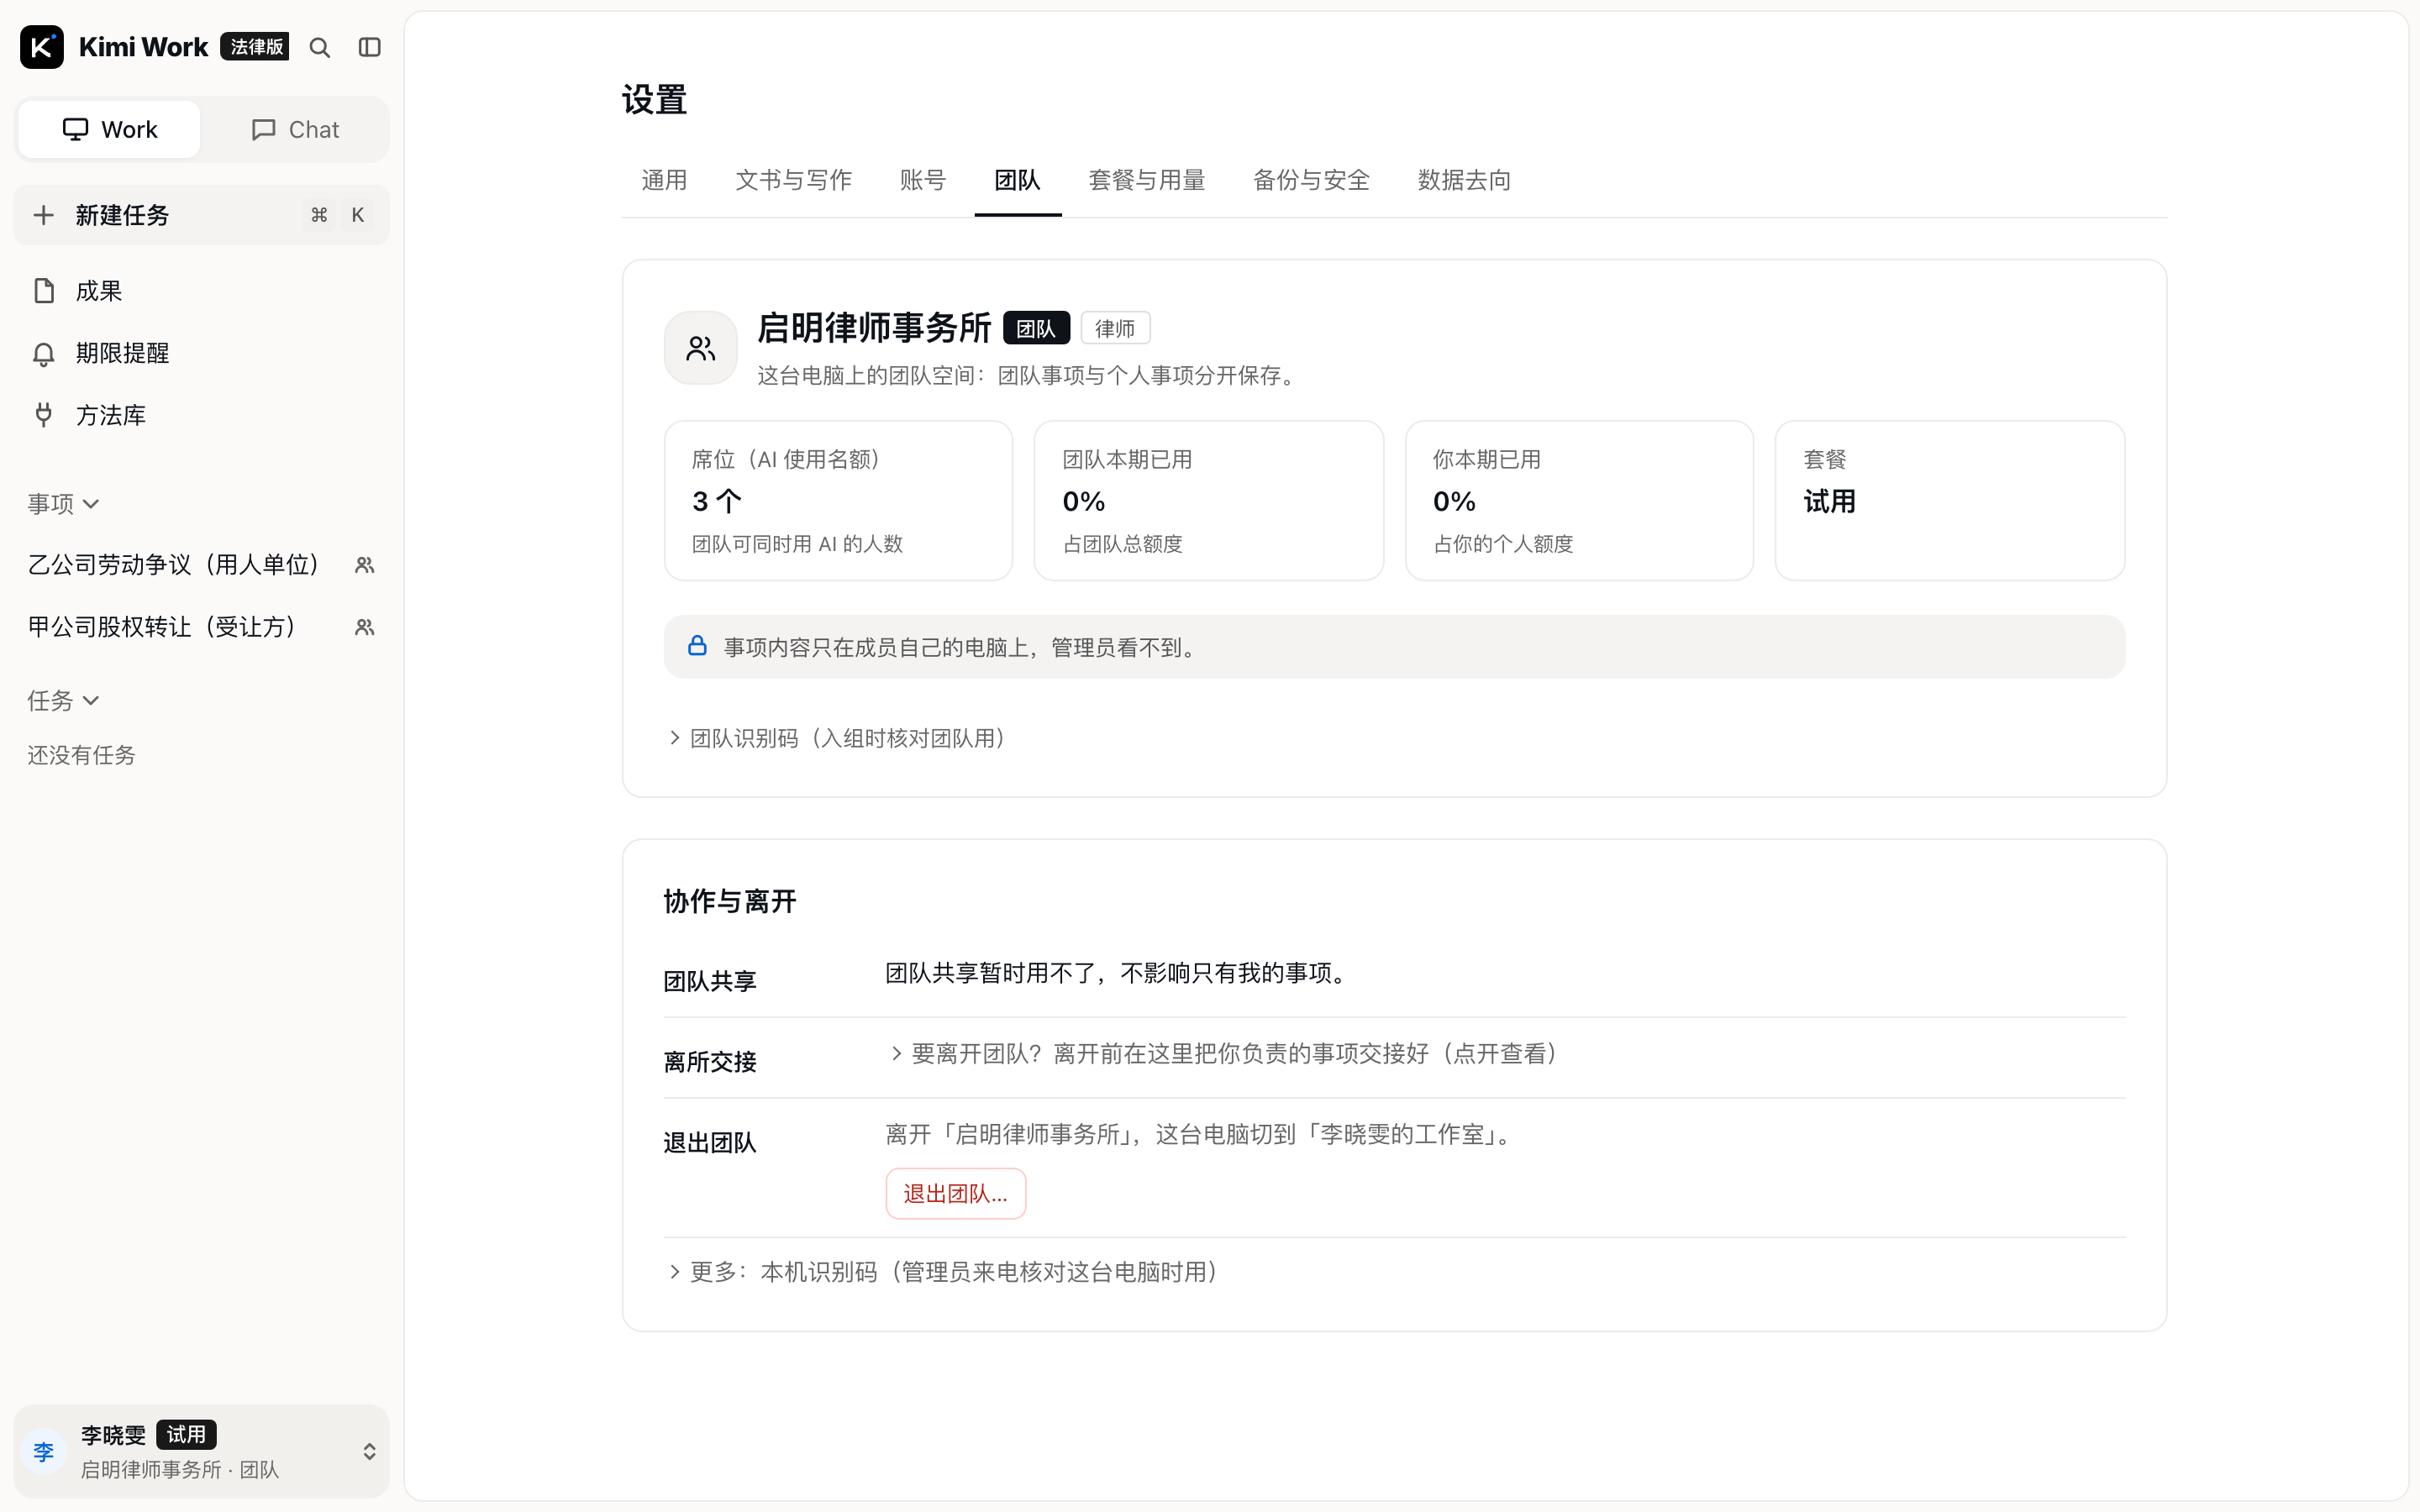 Kimi Work 法律版
Work
Chat
新建任务 ⌘ K
成果
期限提醒
方法库
事项
乙公司劳动争议（用人单位）
甲公司股权转让（受让方）
任务
还没有任务
李 李晓雯 试用
启明律师事务所 · 团队
设置
通用 文书与写作 账号 团队 套餐与用量 备份与安全 数据去向
启明律师事务所 团队 律师
这台电脑上的团队空间：团队事项与个人事项分开保存。
席位（AI 使用名额）
3 个
团队可同时用 AI 的人数
团队本期已用
0%
占团队总额度
你本期已用
0%
占你的个人额度
套餐
试用
事项内容只在成员自己的电脑上，管理员看不到。
团队识别码（入组时核对团队用）
协作与离开
团队共享 团队共享暂时用不了，不影响只有我的事项。
离所交接 要离开团队？离开前在这里把你负责的事项交接好（点开查看）
退出团队 离开「启明律师事务所」，这台电脑切到「李晓雯的工作室」。
退出团队...
更多：本机识别码（管理员来电核对这台电脑时用）